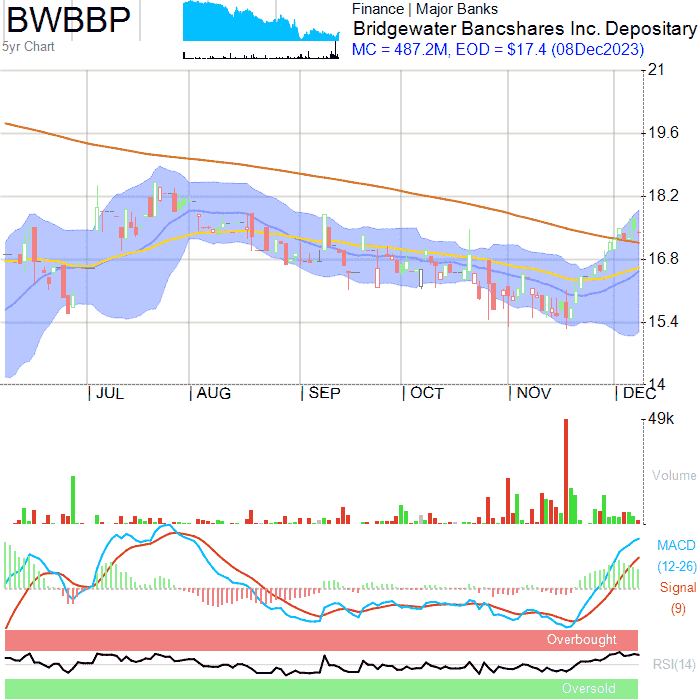 BWBBP
5yr Chart
Finance | Major Banks
Bridgewater Bancshares Inc. Depositary
MC = 487.2M, EOD = $17.4 (08Dec2023)
21
19.6
18.2
16.8
15.4
14
JUL AUG SEP OCT NOV DEC
49k
Volume
24k
MACD
(12-26)
Signal
(9)
Overbought
RSI(14)
Oversold